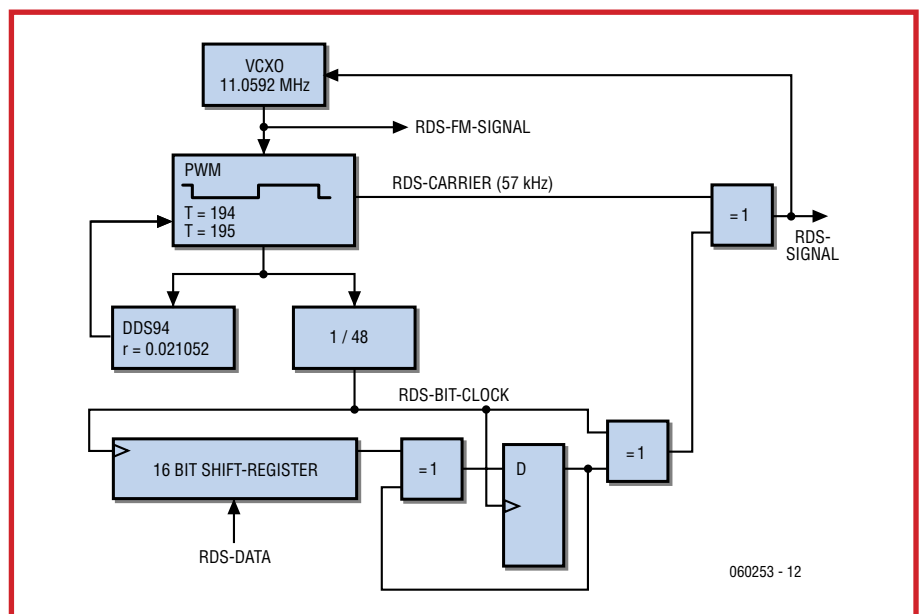 VCXO
11.0592 MHz
RDS-FM-SIGNAL
PWM
T = 194
T = 195
RDS-CARRIER (57 kHz)
= 1
RDS-
SIGNAL
DDS94
r = 0.021052
1 / 48
RDS-BIT-CLOCK
16 BIT SHIFT-REGISTER
= 1
D
= 1
RDS-DATA
060253 - 12